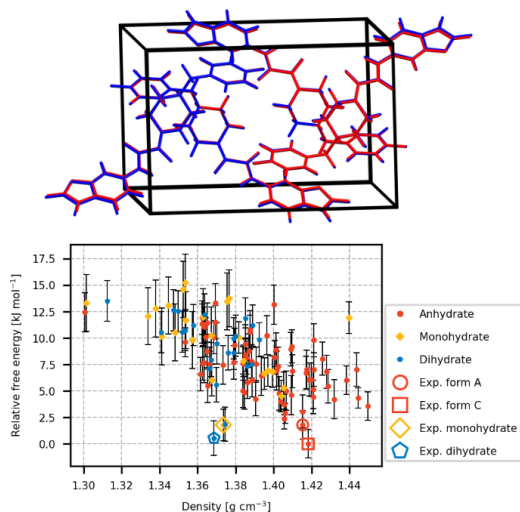 17.5
15.0
12.5
10.0
7.5
5.0
2.5
0.0
Relative free energy [kJ mol⁻¹]
1.30 1.32 1.34 1.36 1.38 1.40 1.42 1.44
Density [g cm⁻³]
Anhydrate
Monohydrate
Dihydrate
Exp. form A
Exp. form C
Exp. monohydrate
Exp. dihydrate